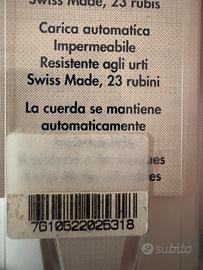 Swiss Made, 23 rubis
Carica automatica
Impermeabile
Resistente agli urti
Swiss Made, 23 rubini
La cuerda se mantiene
automaticamente
7610522026318
subito